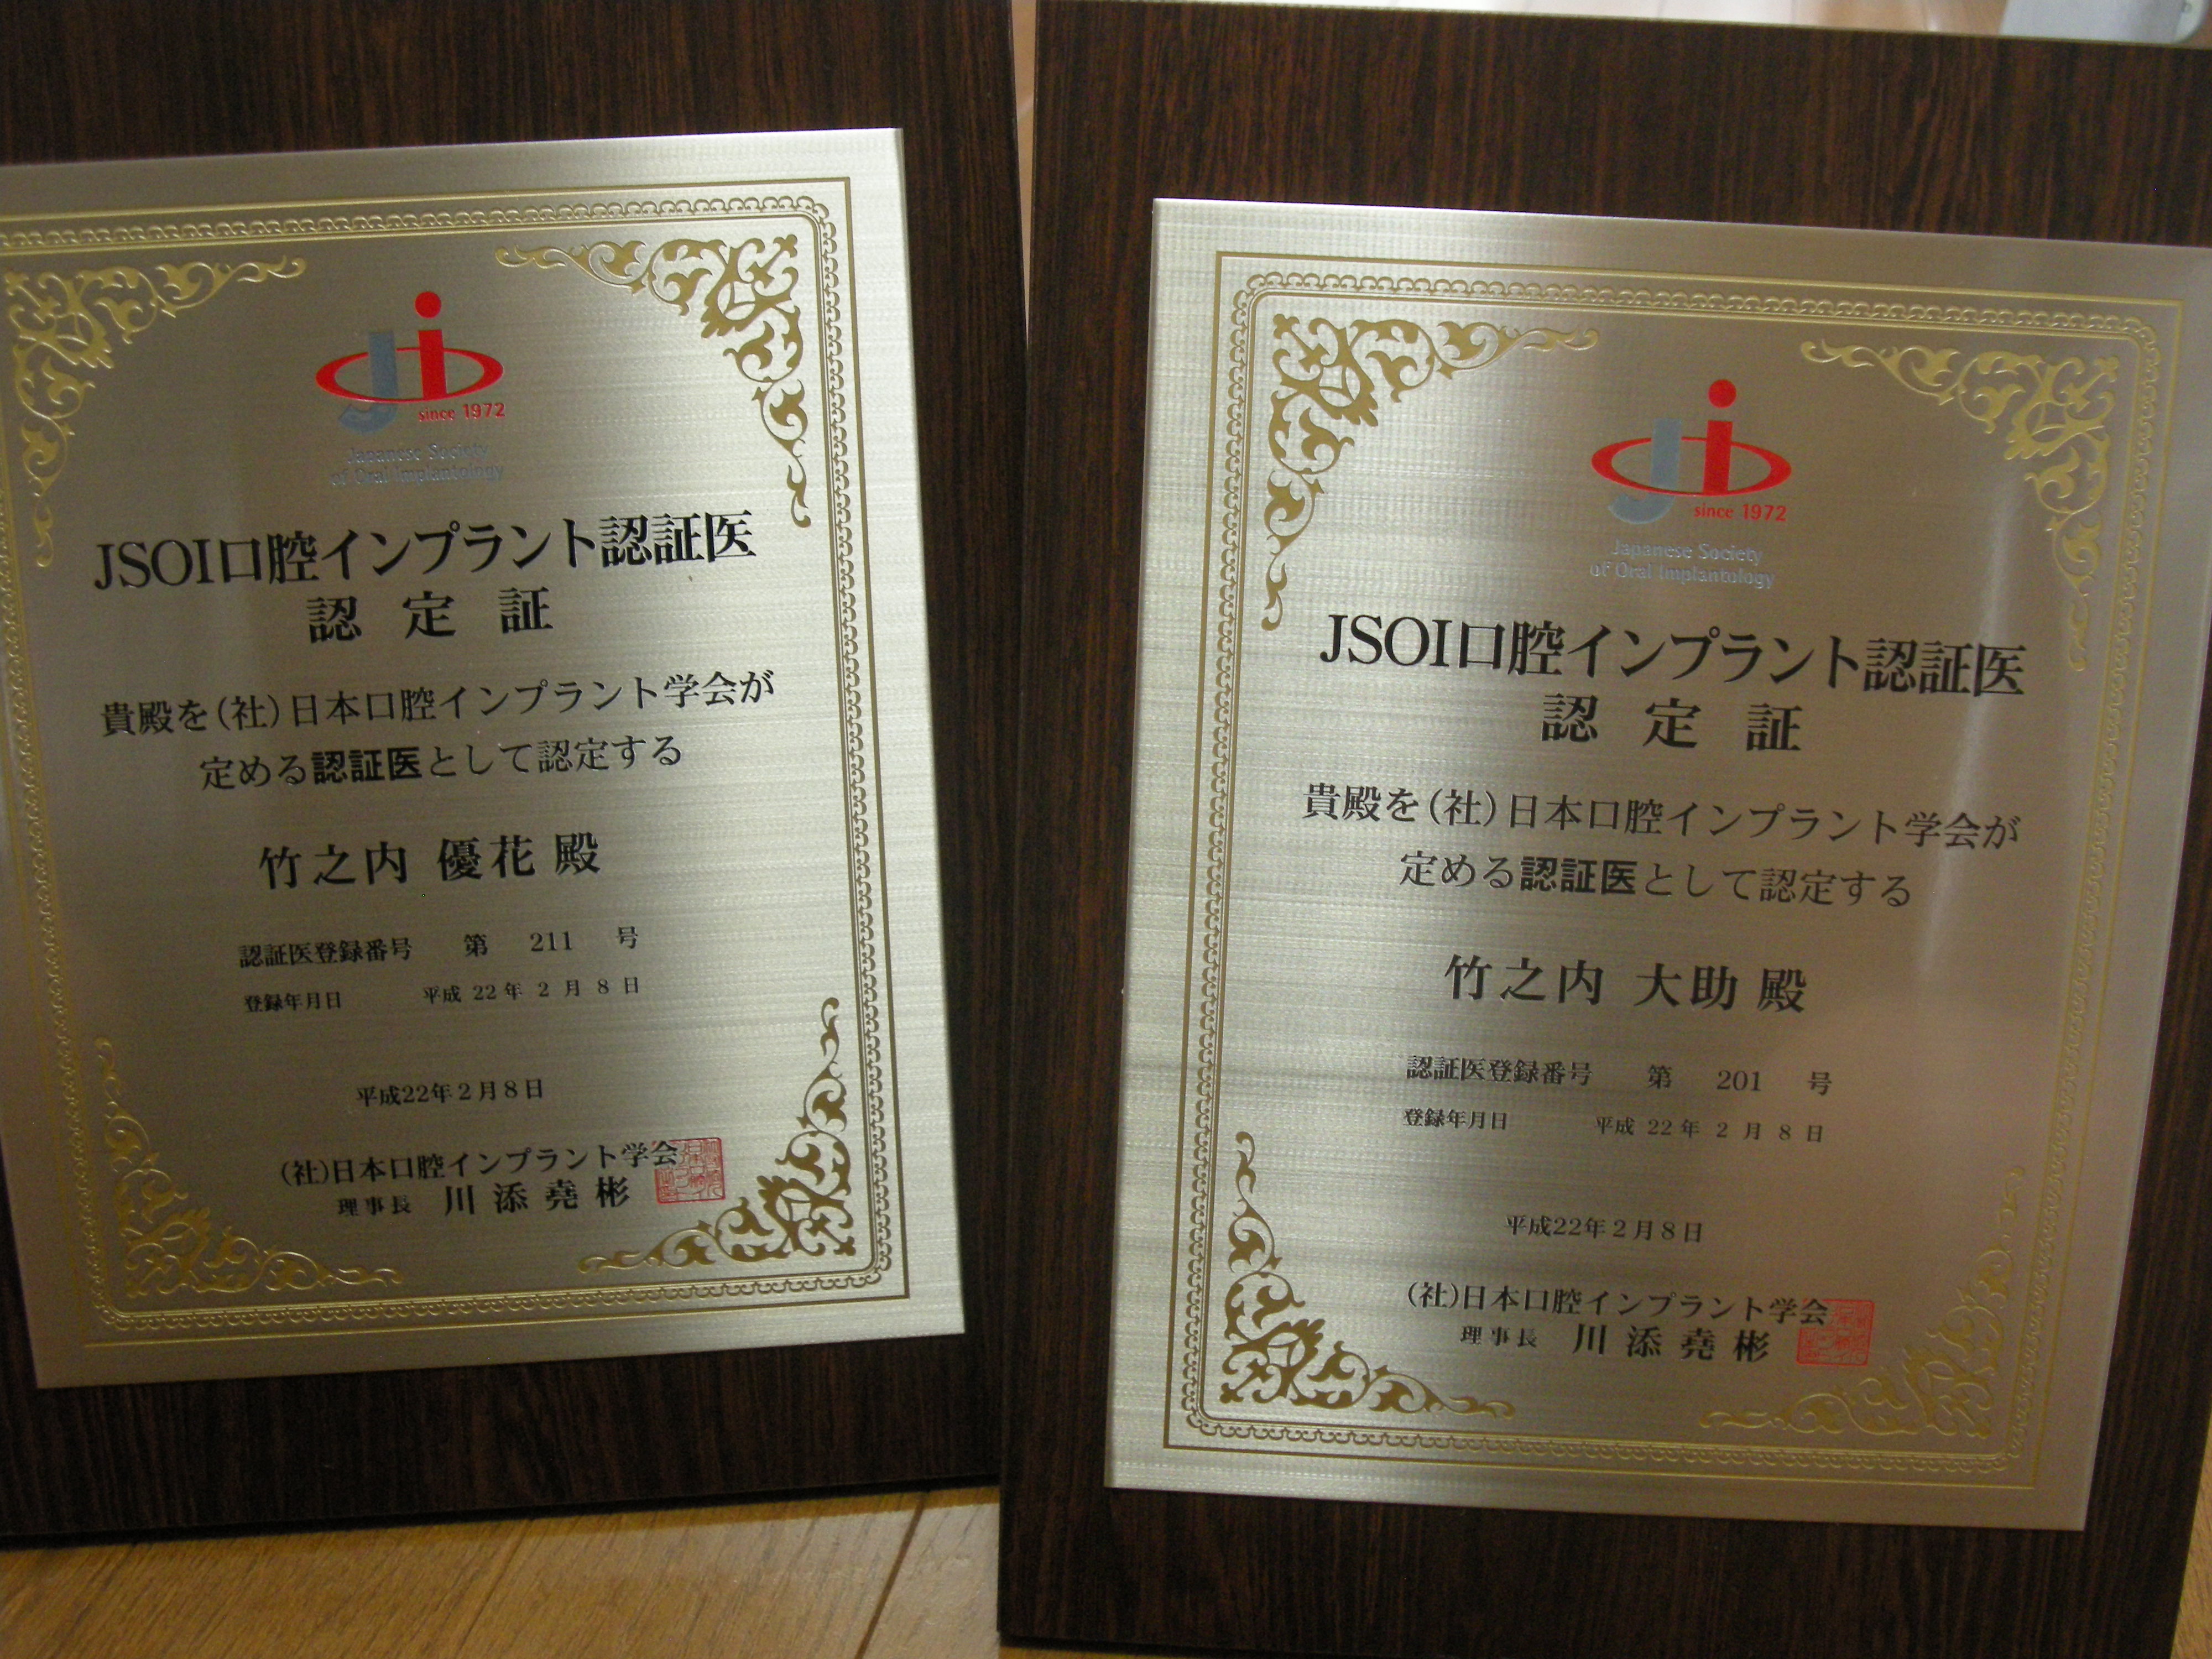 since 1972
Japanese Society
of Oral Implantology
JSOI口腔インプラント認証医
認定証
貴殿を(社)日本口腔インプラント学会が
定める認証医として認定する
竹之内 優花 殿
認証医登録番号 第 211 号
登録年月日 平成 22年 2月 8日
平成22年2月8日
(社)日本口腔インプラント学会
理事長 川添堯彬
since 1972
Japanese Society
of Oral Implantology
JSOI口腔インプラント認証医
認定証
貴殿を(社)日本口腔インプラント学会が
定める認証医として認定する
竹之内 大助 殿
認証医登録番号 第 201 号
登録年月日 平成 22年 2月 8日
平成22年2月8日
(社)日本口腔インプラント学会
理事長 川添堯彬